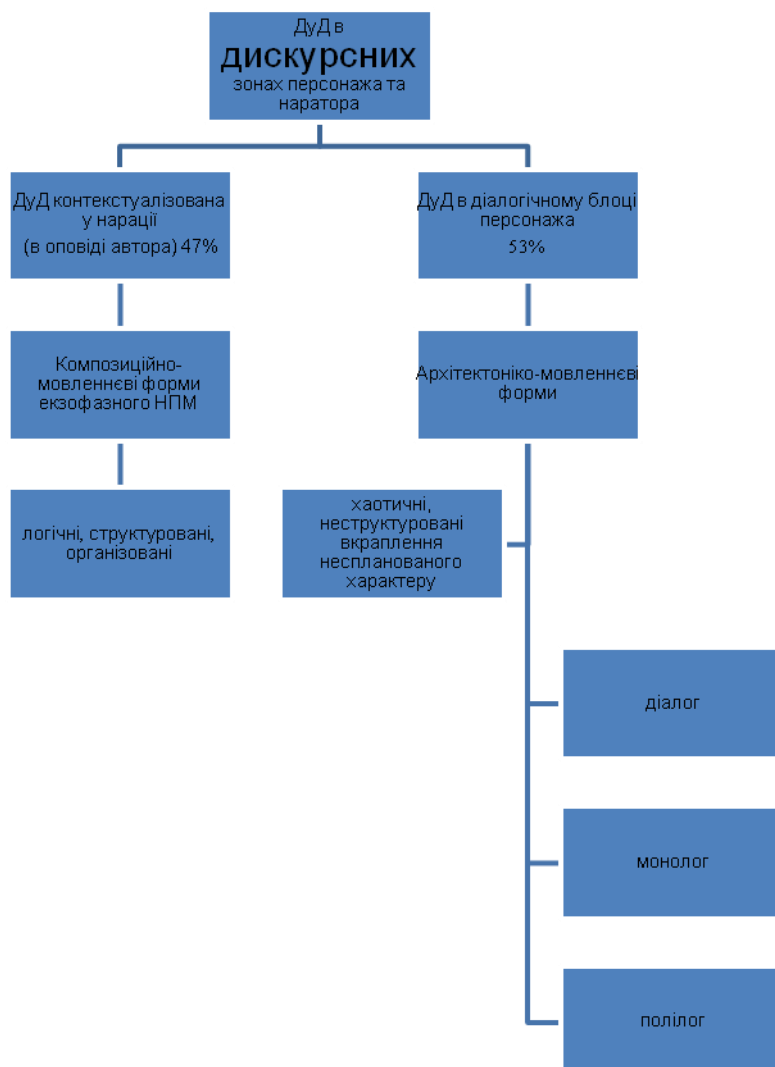 ДуД в
дискурсних
зонах персонажа та
наратора
ДуД контекстуалізована
у нарації
(в оповіді автора) 47%
ДуД в діалогічному блоці
персонажа
53%
Композиційно-
мовленнєві форми
екзофазного НПМ
Архітектоніко-мовленнєві
форми
логічні, структуровані,
організовані
хаотичні,
неструктуровані
вкраплення
неспланованого
характеру
діалог
монолог
полілог